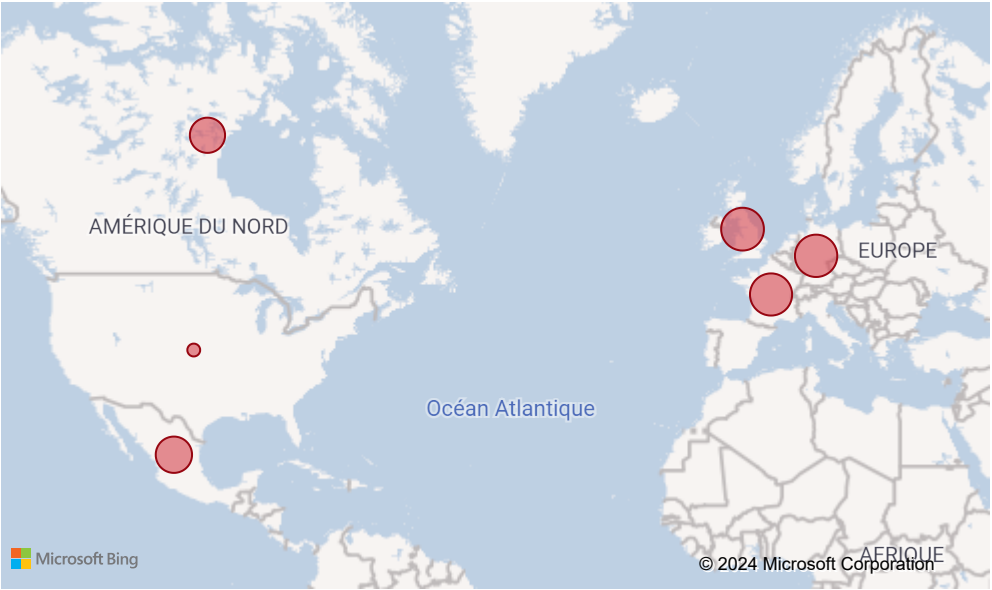 AMÉRIQUE DU NORD
EUROPE
Océan Atlantique
AFRIQUE
Microsoft Bing
© 2024 Microsoft Corporation